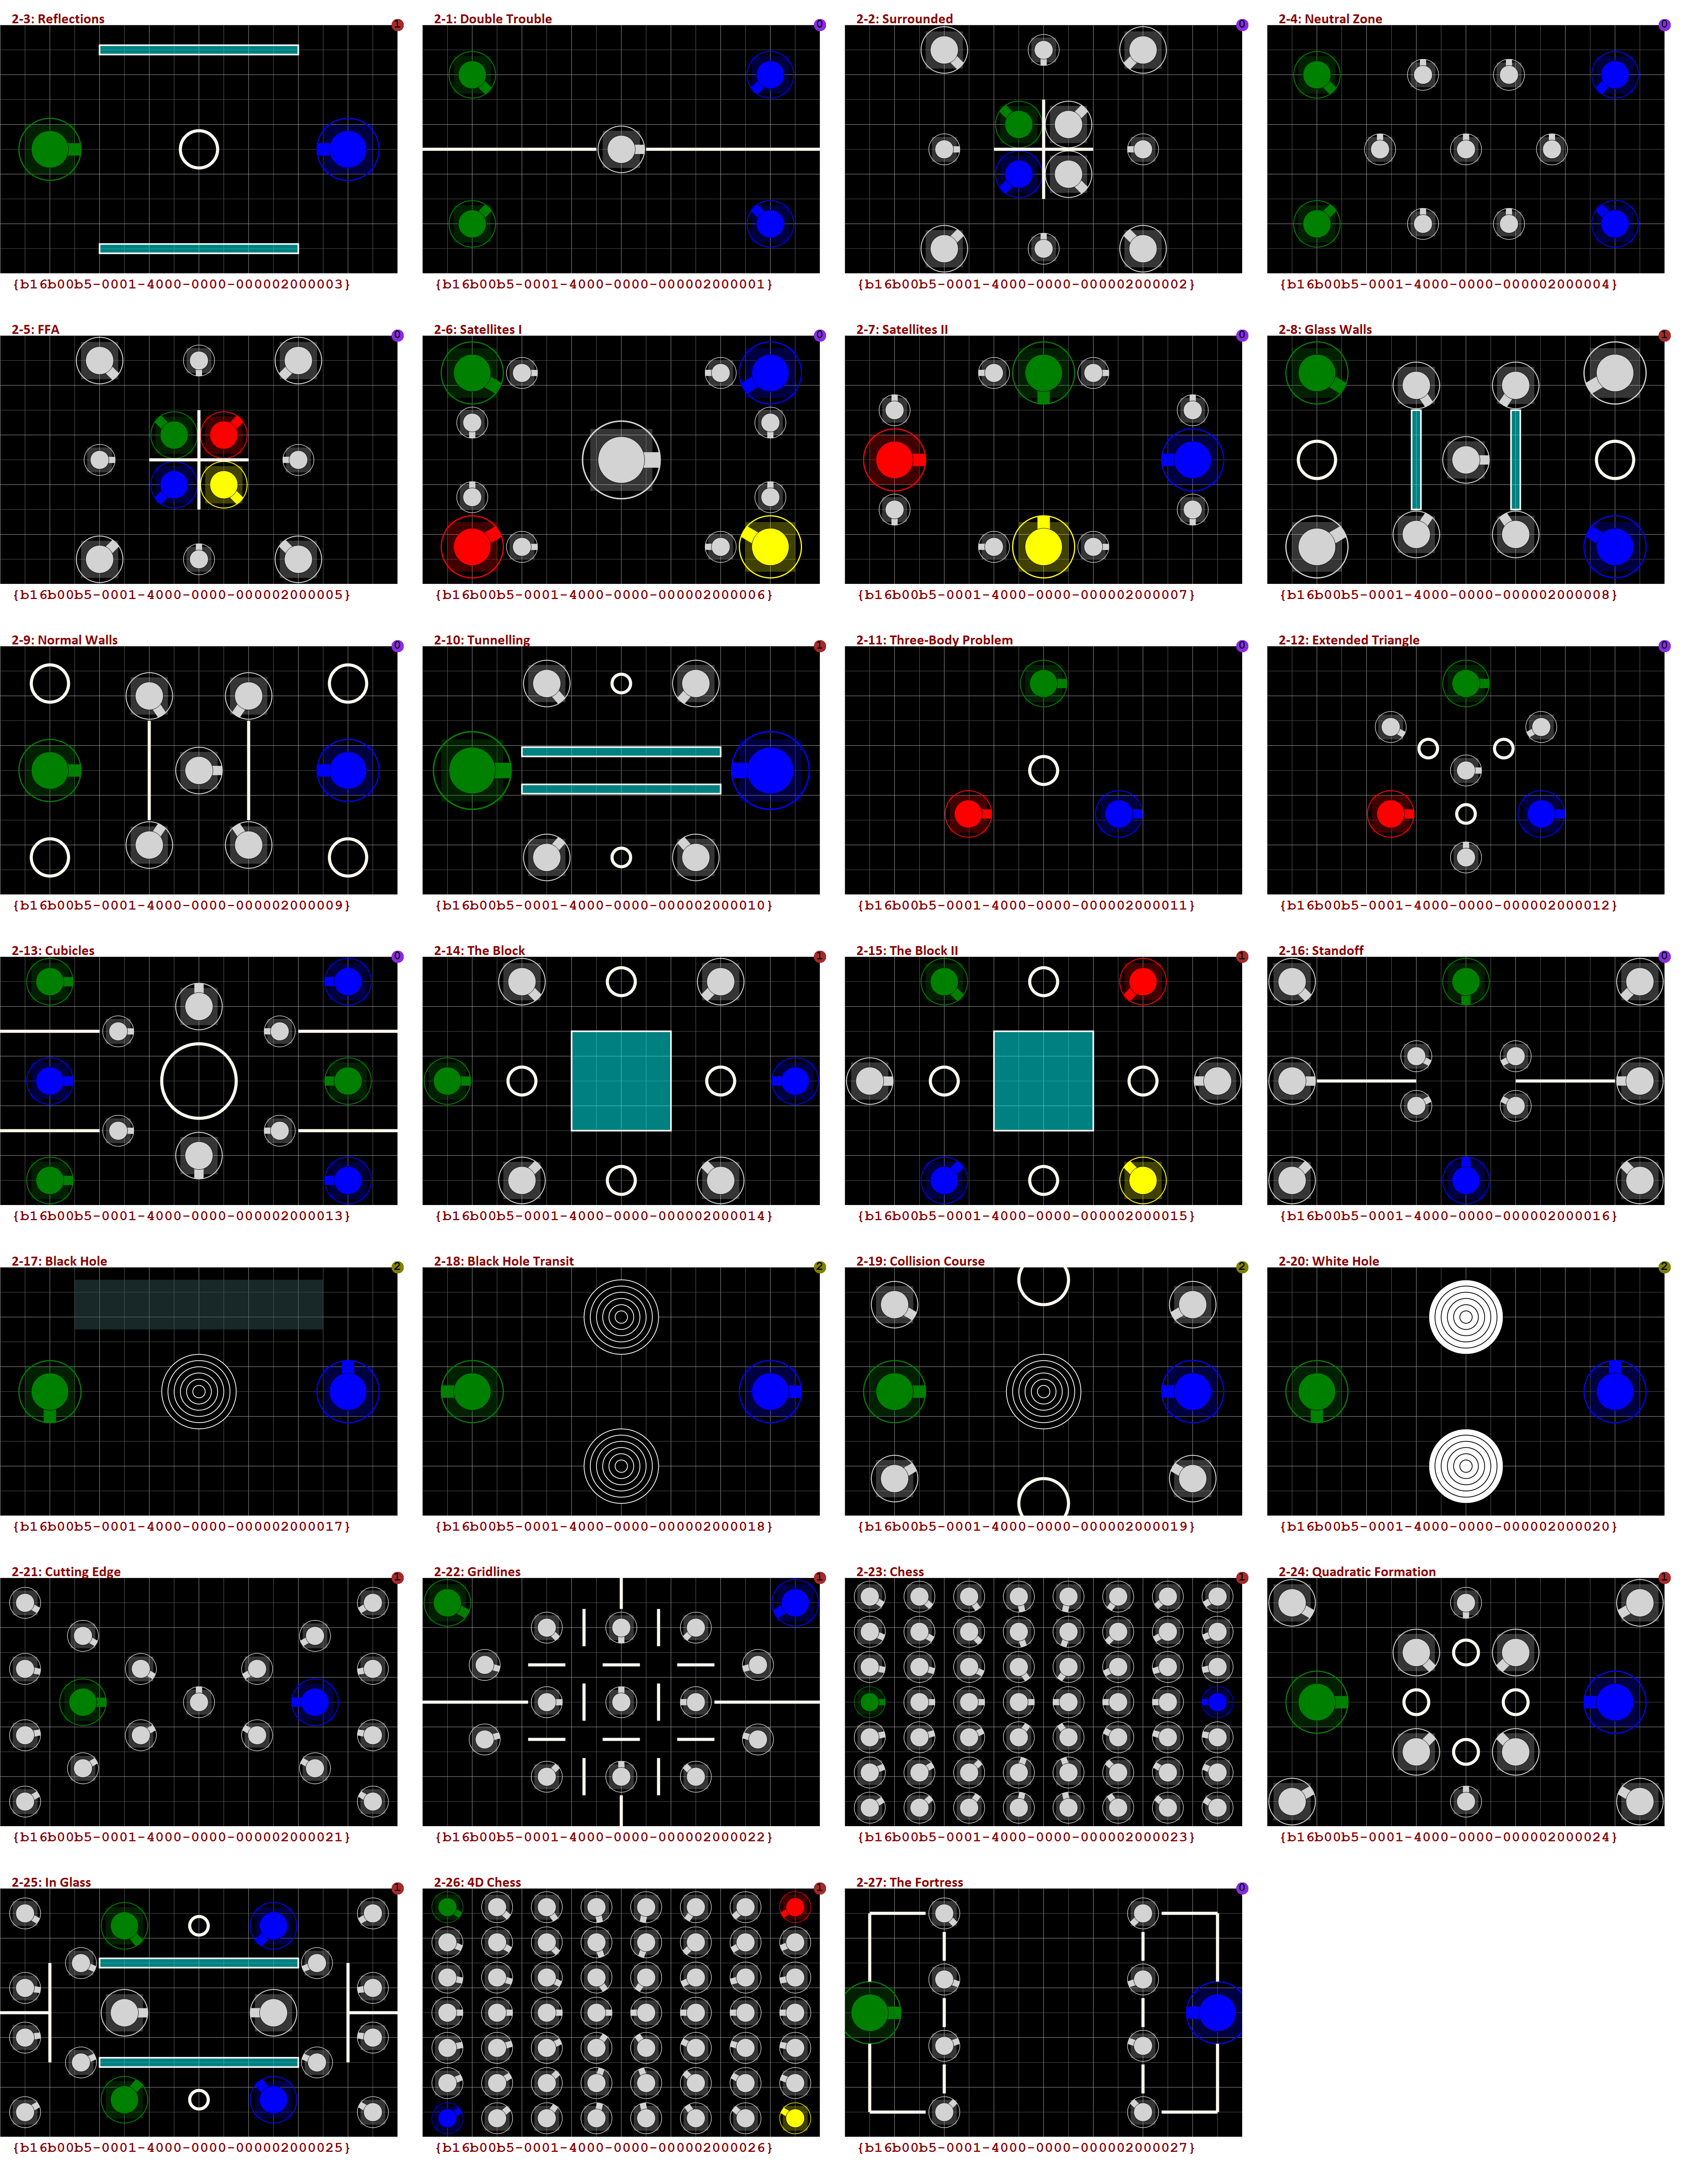 2-3: Reflections 1 2-1: Double Trouble 0 2-2: Surrounded 2-4: Neutral Zone 0
{b16b00b5-0001-4000-0000-000002000003} {b16b00b5-0001-4000-0000-000002000001} {b16b00b5-0001-4000-0000-000002000002} {b16b00b5-0001-4000-0000-000002000004}
2-5: FFA 0 2-6: Satellites I 0 2-7: Satellites II 0 2-8: Glass Walls 1
{b16b00b5-0001-4000-0000-000002000005} {b16b00b5-0001-4000-0000-000002000006} {b16b00b5-0001-4000-0000-000002000007} {b16b00b5-0001-4000-0000-000002000008}
2-9: Normal Walls 0 2-10: Tunnelling 1 2-11: Three-Body Problem 0 2-12: Extended Triangle 0
{b16b00b5-0001-4000-0000-000002000009} {b16b00b5-0001-4000-0000-000002000010} {b16b00b5-0001-4000-0000-000002000011} {b16b00b5-0001-4000-0000-000002000012}
2-13: Cubicles 0 2-14: The Block 1 2-15: The Block II 1 2-16: Standoff 0
{b16b00b5-0001-4000-0000-000002000013} {b16b00b5-0001-4000-0000-000002000014} {b16b00b5-0001-4000-0000-000002000015} {b16b00b5-0001-4000-0000-000002000016}
2-17: Black Hole 2 2-18: Black Hole Transit 2 2-19: Collision Course 2 2-20: White Hole 2
{b16b00b5-0001-4000-0000-000002000017} {b16b00b5-0001-4000-0000-000002000018} {b16b00b5-0001-4000-0000-000002000019} {b16b00b5-0001-4000-0000-000002000020}
2-21: Cutting Edge 1 2-22: Gridlines 1 2-23: Chess 1 2-24: Quadratic Formation 1
{b16b00b5-0001-4000-0000-000002000021} {b16b00b5-0001-4000-0000-000002000022} {b16b00b5-0001-4000-0000-000002000023} {b16b00b5-0001-4000-0000-000002000024}
2-25: In Glass 1 2-26: 4D Chess 1 2-27: The Fortress 0
{b16b00b5-0001-4000-0000-000002000025} {b16b00b5-0001-4000-0000-000002000026} {b16b00b5-0001-4000-0000-000002000027}